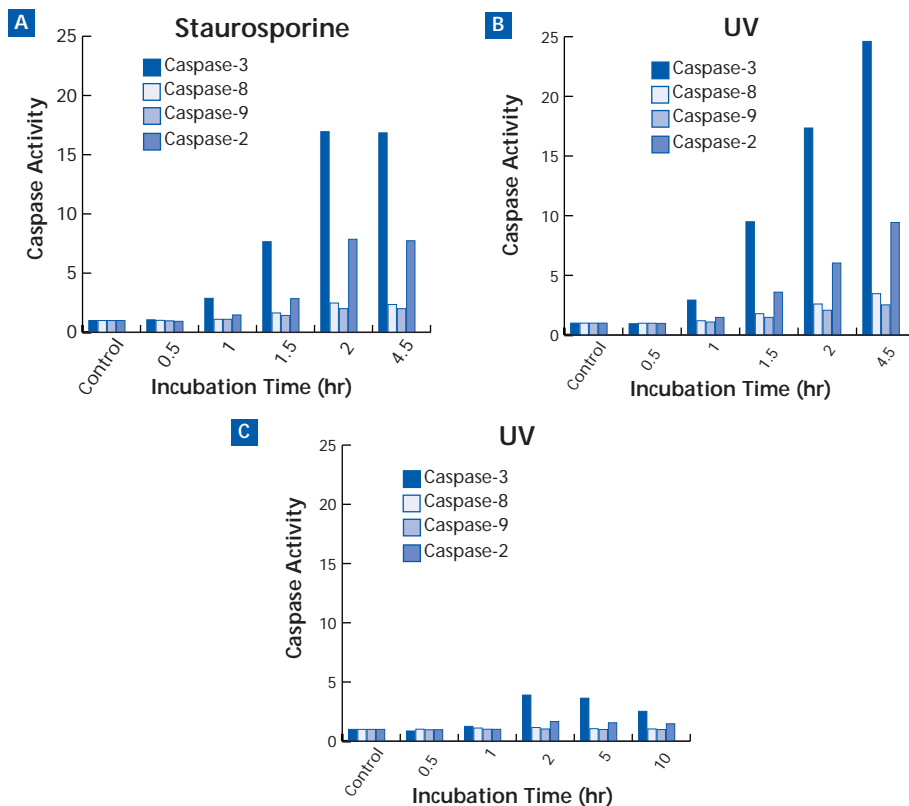 A
Staurosporine
25
20
15
10
5
0
Caspase Activity
Caspase-3
Caspase-8
Caspase-9
Caspase-2
Control
0.5
1
1.5
2
4.5
Incubation Time (hr)
B
UV
25
20
15
10
5
0
Caspase Activity
Caspase-3
Caspase-8
Caspase-9
Caspase-2
Control
0.5
1
1.5
2
4.5
Incubation Time (hr)
C
UV
25
20
15
10
5
0
Caspase Activity
Caspase-3
Caspase-8
Caspase-9
Caspase-2
Control
0.5
1
2
5
10
Incubation Time (hr)